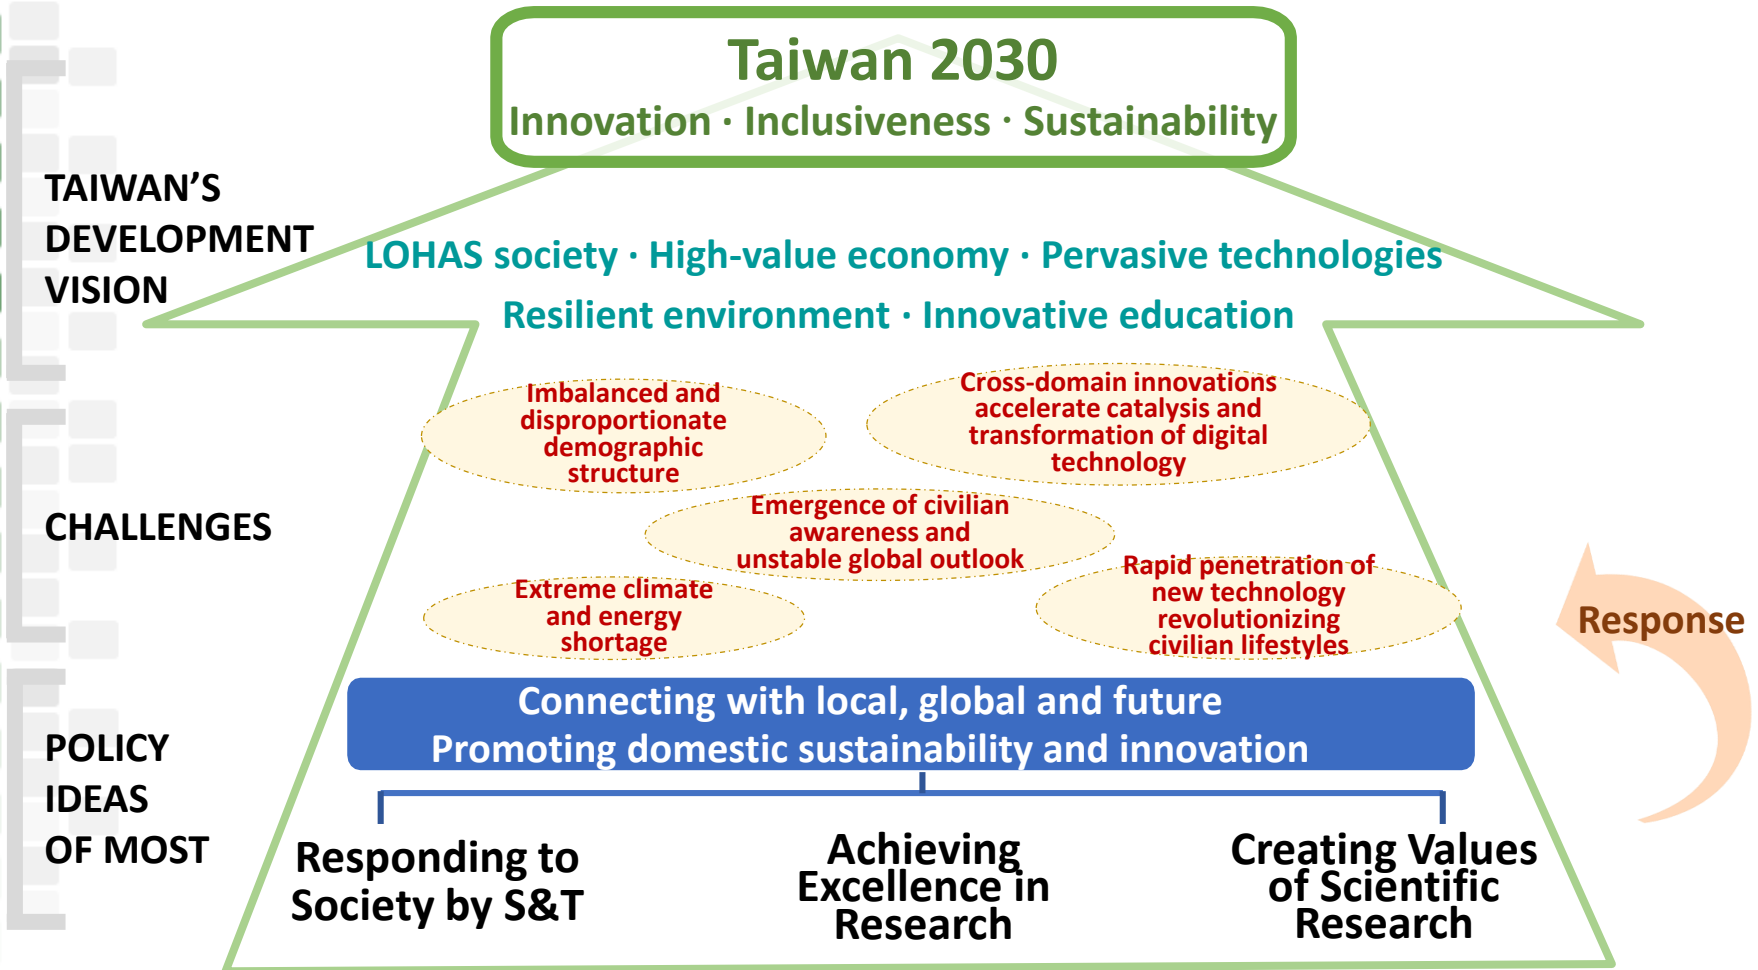 Taiwan 2030
Innovation · Inclusiveness · Sustainability
TAIWAN'S
DEVELOPMENT
VISION
LOHAS society · High-value economy · Pervasive technologies
Resilient environment · Innovative education
CHALLENGES
Imbalanced and
disproportionate
demographic
structure
Cross-domain innovations
accelerate catalysis and
transformation of digital
technology
Emergence of civilian
awareness and
unstable global outlook
Extreme climate
and energy
shortage
Rapid penetration of
new technology
revolutionizing
civilian lifestyles
Response
POLICY
IDEAS
OF MOST
Connecting with local, global and future
Promoting domestic sustainability and innovation
Responding to
Society by S&T
Achieving
Excellence in
Research
Creating Values
of Scientific
Research